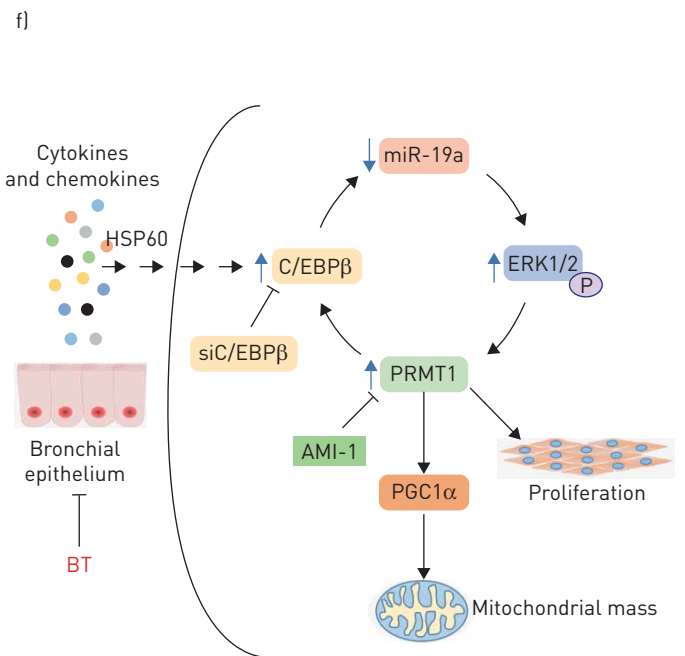 f)
Cytokines
and chemokines
HSP60
miR-19a
C/EBPβ
ERK1/2
P
siC/EBPβ
PRMT1
AMI-1
Bronchial
epithelium
PGC1α
Proliferation
BT
Mitochondrial mass